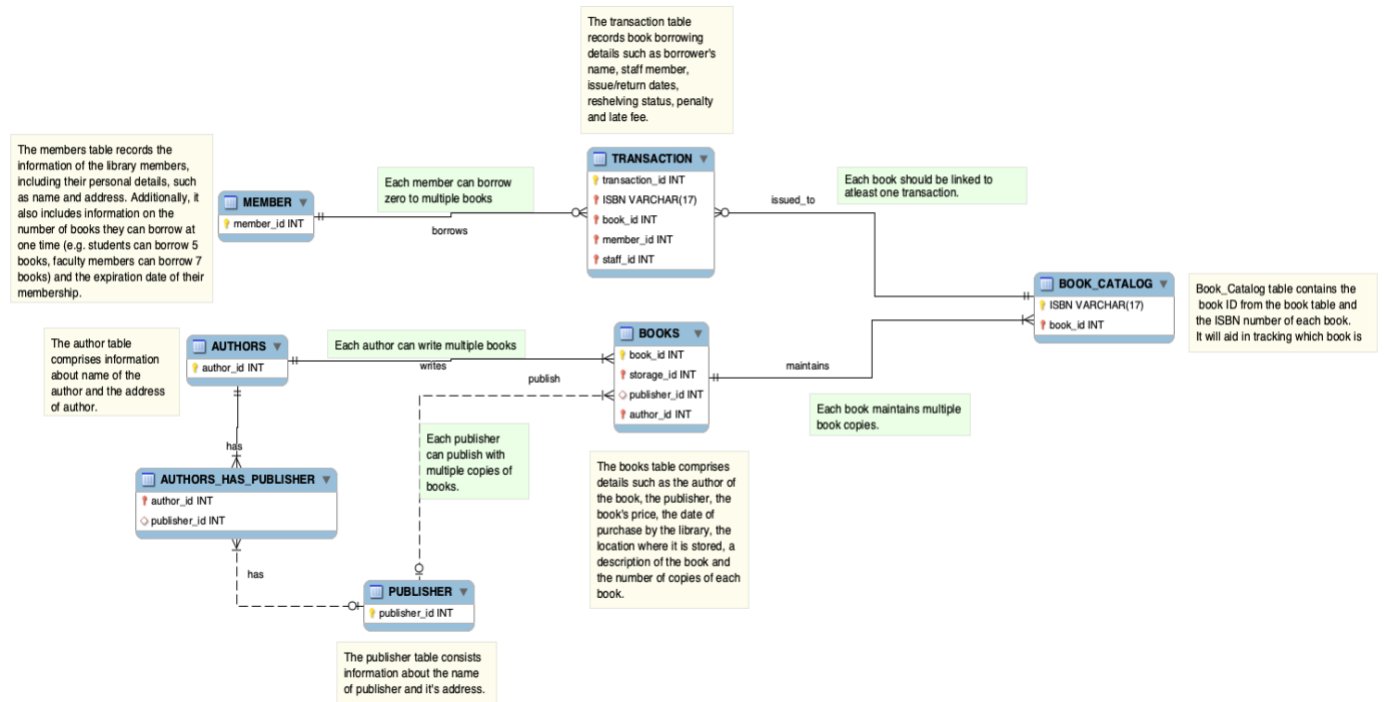 The transaction table
records book borrowing
details such as borrower's
name, staff member,
issue/return dates,
reshelving status, penalty
and late fee.
The members table records the
information of the library members,
including their personal details, such
as name and address. Additionally, it
also includes information on the
number of books they can borrow at
one time (e.g. students can borrow 5
books, faculty members can borrow 7
books) and the expiration date of their
membership.
MEMBER
member_id INT
Each member can borrow
zero to multiple books
borrows
TRANSACTION
transaction_id INT
ISBN VARCHAR(17)
book_id INT
member_id INT
staff_id INT
issued_to
Each book should be linked to
atleast one transaction.
BOOK_CATALOG
ISBN VARCHAR(17)
book_id INT
Book_Catalog table contains the
book ID from the book table and
the ISBN number of each book.
It will aid in tracking which book is
The author table
comprises information
about name of the
author and the address
of author.
AUTHORS
author_id INT
Each author can write multiple books
writes
publish
BOOKS
book_id INT
storage_id INT
publisher_id INT
author_id INT
maintains
Each book maintains multiple
book copies.
has
Each publisher
can publish with
multiple copies of
books.
AUTHORS_HAS_PUBLISHER
author_id INT
publisher_id INT
The books table comprises
details such as the author of
the book, the publisher, the
book's price, the date of
purchase by the library, the
location where it is stored, a
description of the book and
the number of copies of each
book.
has
PUBLISHER
publisher_id INT
The publisher table consists
information about the name
of publisher and it's address.